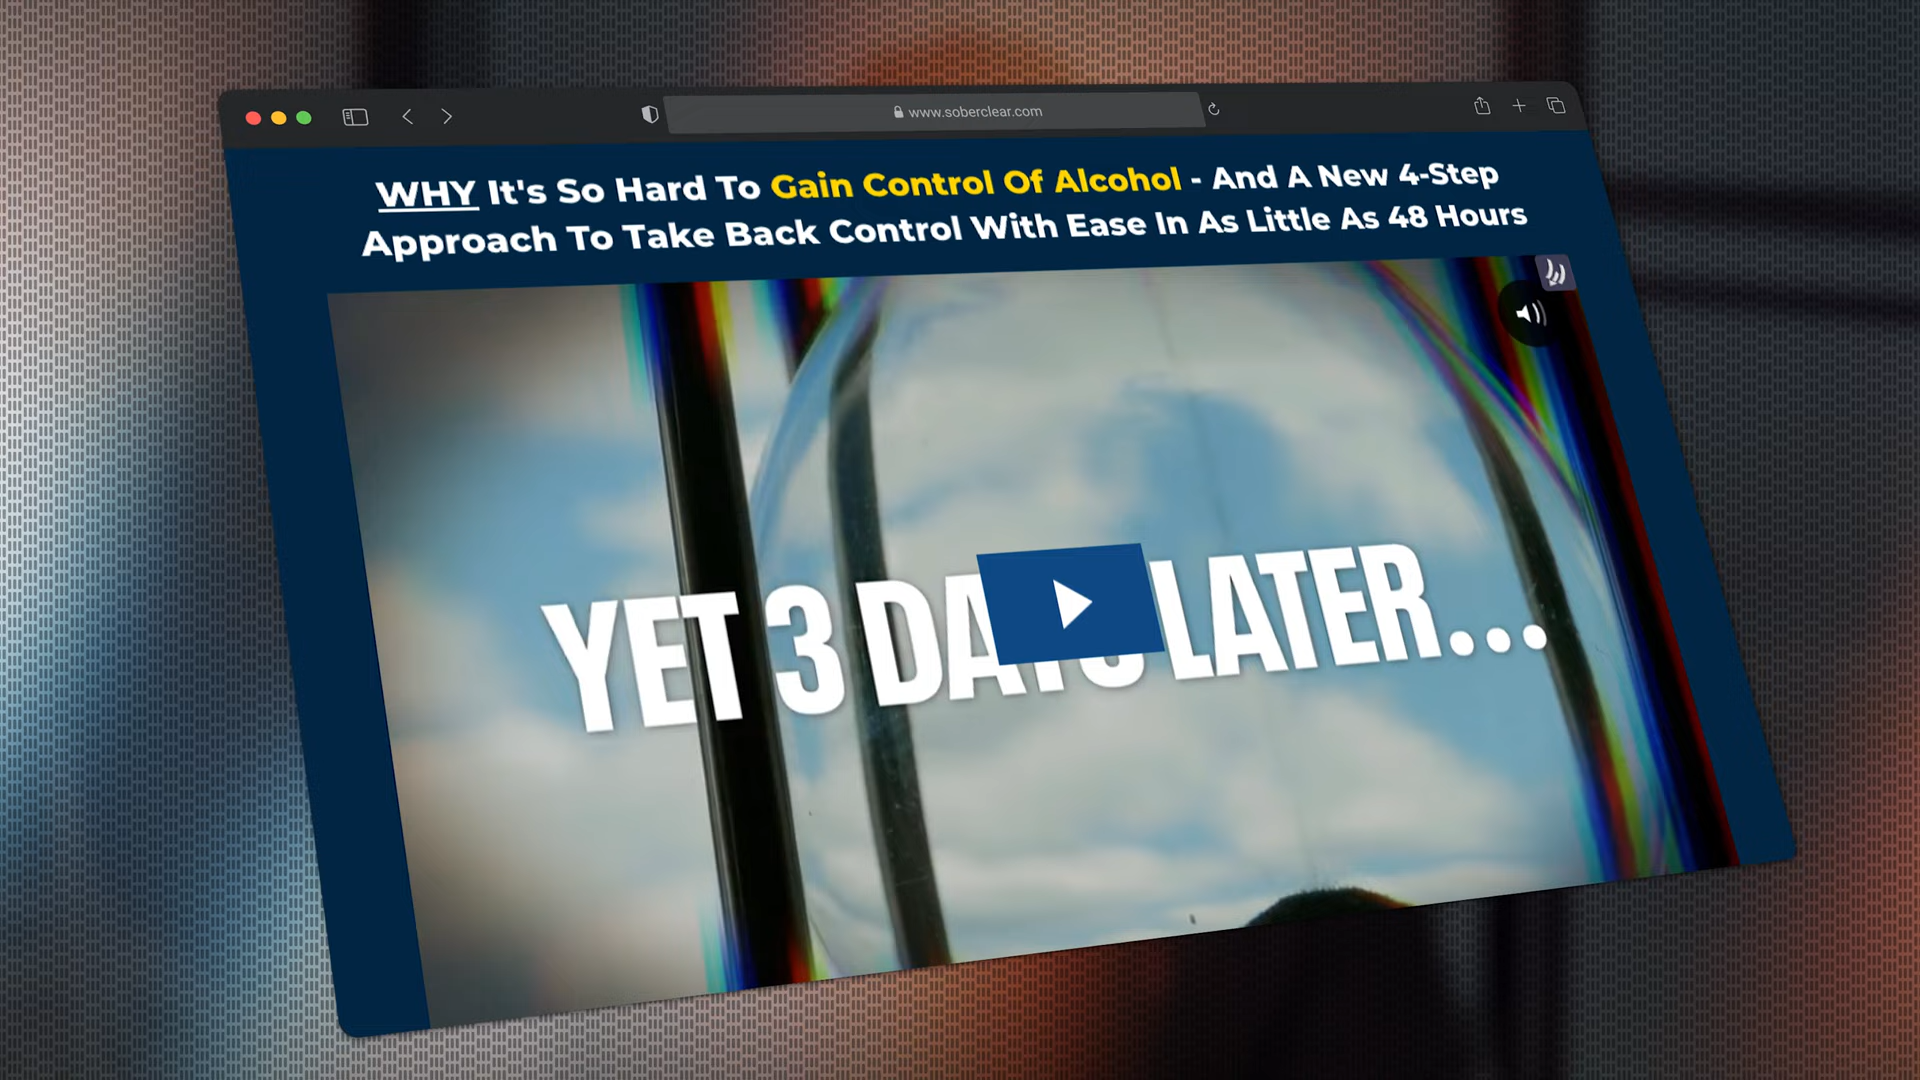 www.soberclear.com
WHY It's So Hard To Gain Control Of Alcohol - And A New 4-Step
Approach To Take Back Control With Ease In As Little As 48 Hours
YET 3 DAYS LATER...